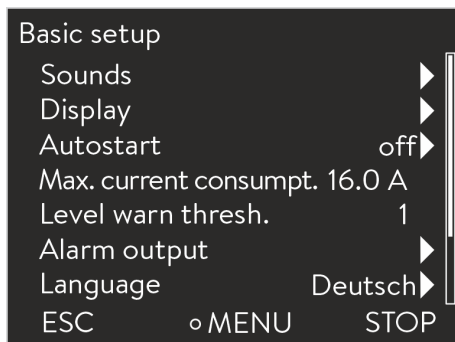 Basic setup
Sounds
Display
Autostart off
Max. current consumpt. 16.0 A
Level warn thresh. 1
Alarm output
Language Deutsch
ESC MENU STOP